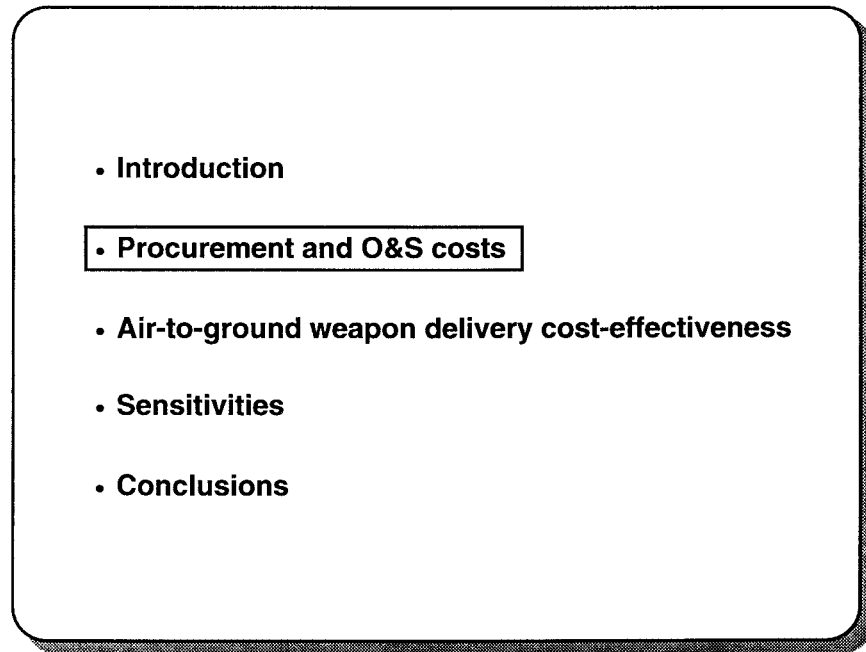 • Introduction
• Procurement and O&S costs
• Air-to-ground weapon delivery cost-effectiveness
• Sensitivities
• Conclusions